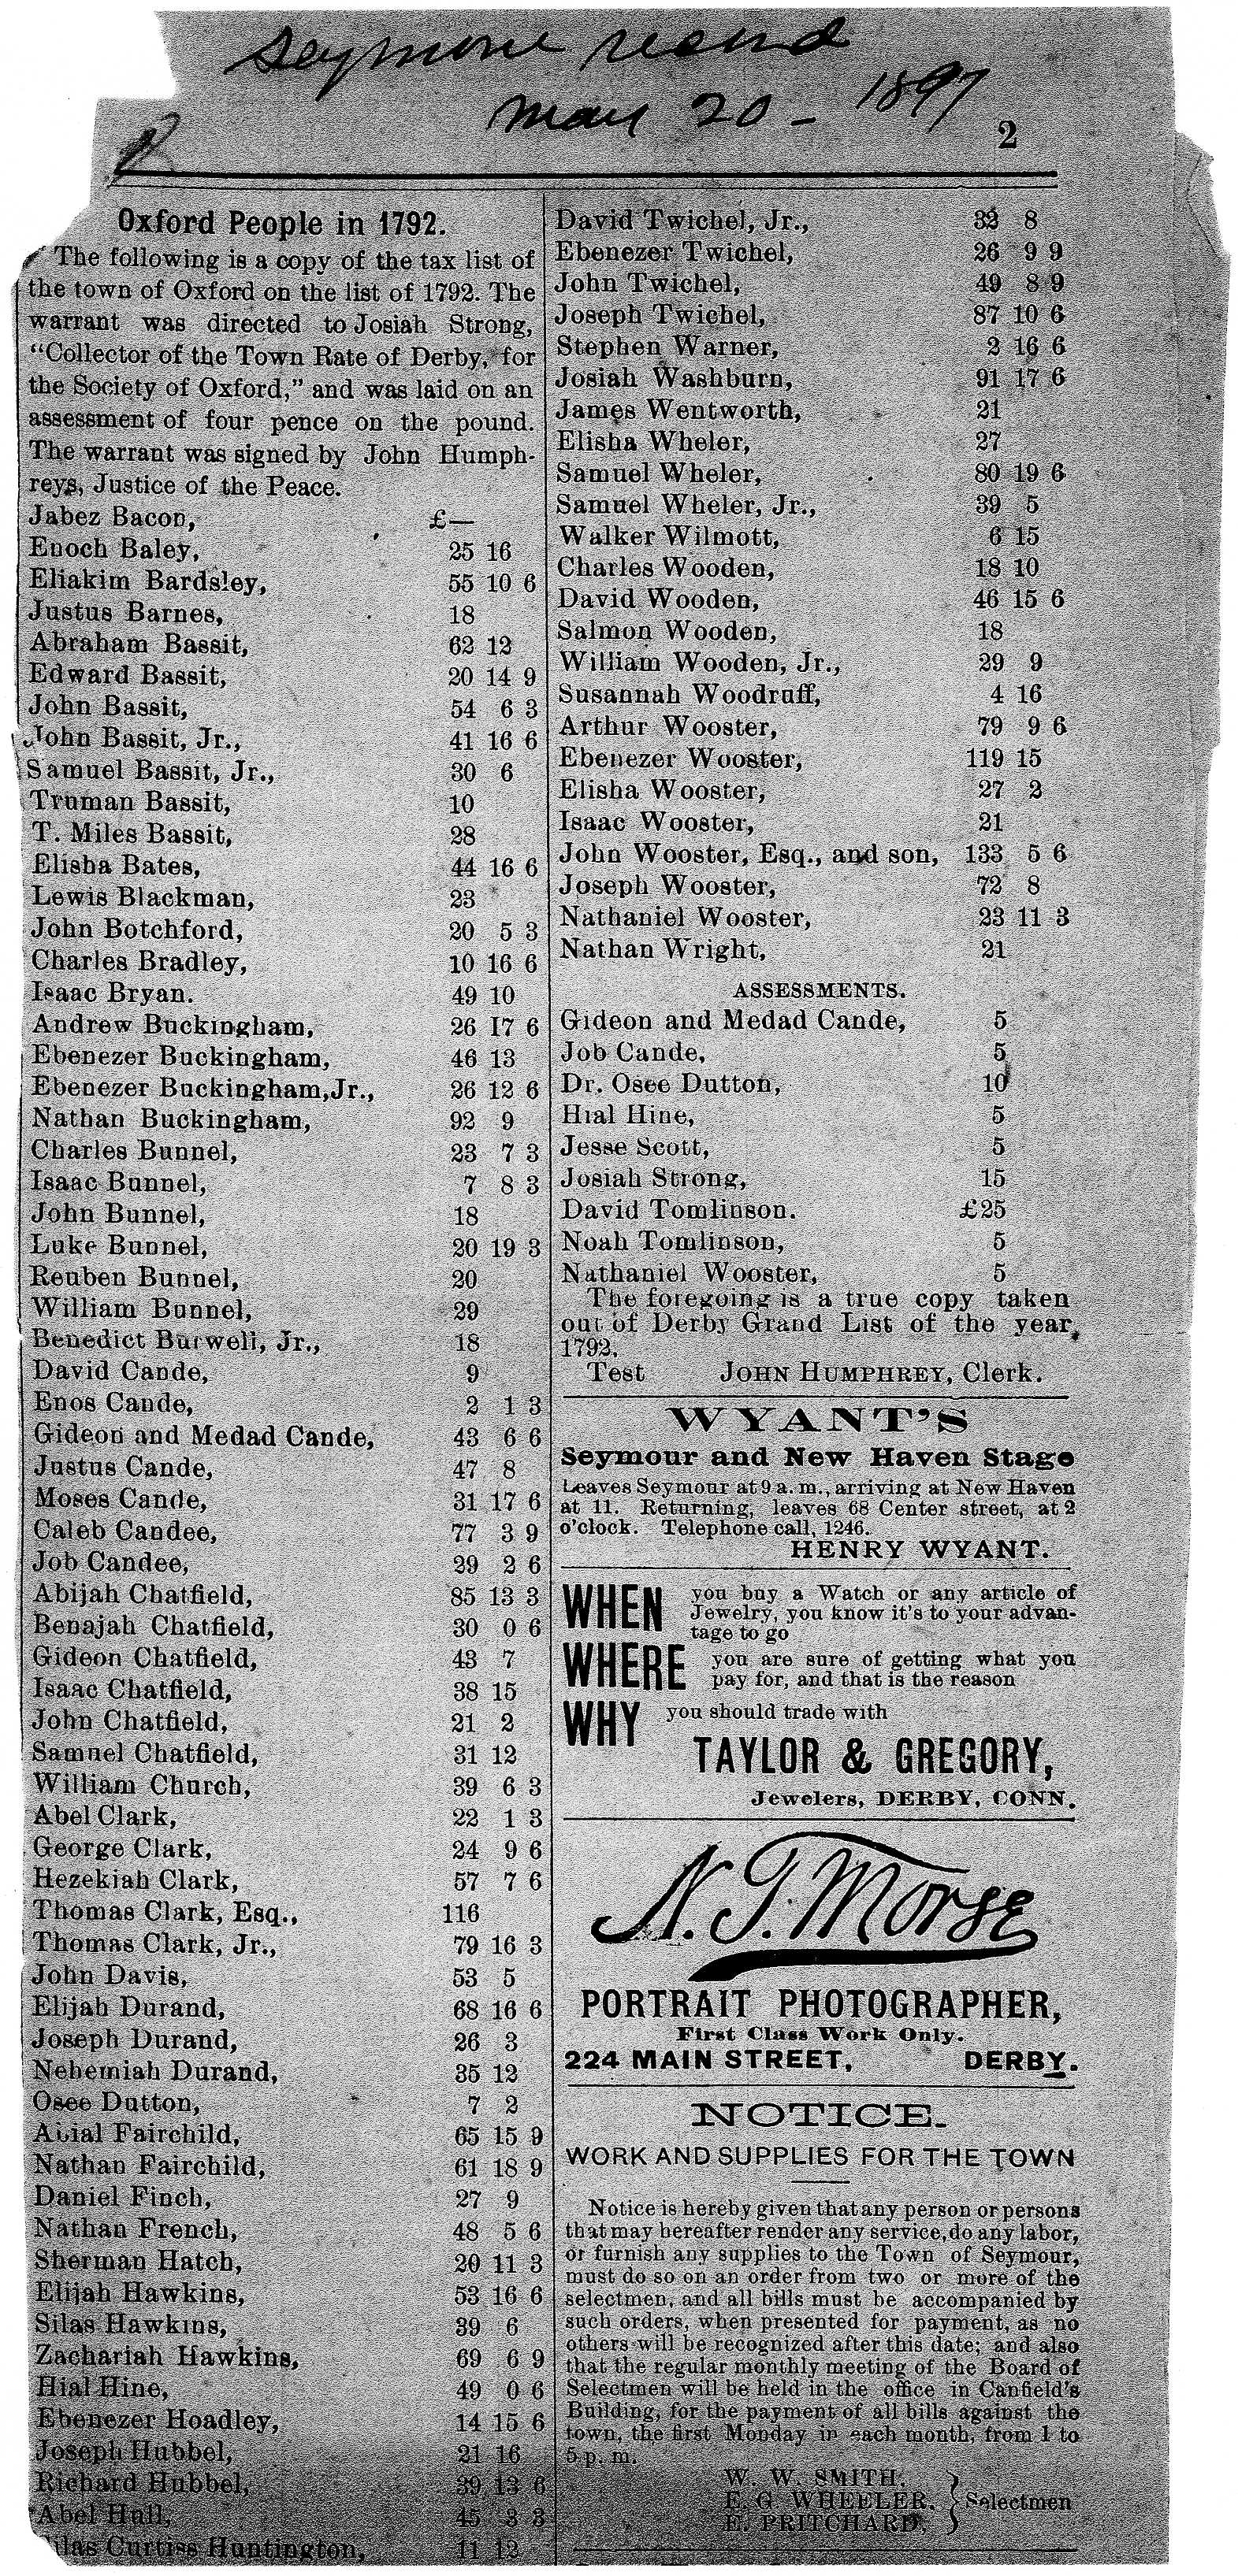 Seymour record
May 20 - 1897
2
Oxford People in 1792.
The following is a copy of the tax list of
the town of Oxford on the list of 1792. The
warrant was directed to Josiah Strong,
“Collector of the Town Rate of Derby, for
the Society of Oxford,” and was laid on an
assessment of four pence on the pound.
The warrant was signed by John Humph-
reys, Justice of the Peace.
Jabez Bacon, £—
Enoch Baley, 25 16
Eliakim Bardsley, 55 10 6
Justus Barnes, 18
Abraham Bassit, 62 12
Edward Bassit, 20 14 9
John Bassit, 54 6 3
John Bassit, Jr., 41 16 6
Samuel Bassit, Jr., 30 6
Truman Bassit, 10
T. Miles Bassit, 28
Elisha Bates, 44 16 6
Lewis Blackman, 23
John Botchford, 20 5 3
Charles Bradley, 10 16 6
Isaac Bryan. 49 10
Andrew Buckingham, 26 17 6
Ebenezer Buckingham, 46 13
Ebenezer Buckingham,Jr., 26 12 6
Nathan Buckingham, 92 9
Charles Bunnel, 23 7 3
Isaac Bunnel, 7 8 3
John Bunnel, 18
Luke Bunnel, 20 19 3
Reuben Bunnel, 20
William Bunnel, 29
Benedict Burwell, Jr., 18
David Cande, 9
Enos Cande, 2 1 3
Gideon and Medad Cande, 43 6 6
Justus Cande, 47 8
Moses Cande, 31 17 6
Caleb Candee, 77 3 9
Job Candee, 29 2 6
Abijah Chatfield, 85 13 3
Benajah Chatfield, 30 0 6
Gideon Chatfield, 43 7
Isaac Chatfield, 38 15
John Chatfield, 21 2
Samuel Chatfield, 31 12
William Church, 39 6 3
Abel Clark, 22 1 3
George Clark, 24 9 6
Hezekiah Clark, 57 7 6
Thomas Clark, Esq., 116
Thomas Clark, Jr., 79 16 3
John Davis, 53 5
Elijah Durand, 68 16 6
Joseph Durand, 26 3
Nehemiah Durand, 35 12
Osee Dutton, 7 2
Abial Fairchild, 65 15 9
Nathan Fairchild, 61 18 9
Daniel Finch, 27 9
Nathan French, 48 5 6
Sherman Hatch, 20 11 3
Elijah Hawkins, 53 16 6
Silas Hawkins, 39 6
Zachariah Hawkins, 69 6 9
Hial Hine, 49 0 6
Ebenezer Hoadley, 14 15 6
Joseph Hubbel, 21 16
Richard Hubbel, 39 13 6
Abel Hull, 45 3 3
Silas Curtiss Huntington, 11 12
David Twichel, Jr., 32 8
Ebenezer Twichel, 26 9 9
John Twichel, 49 8 9
Joseph Twichel, 87 10 6
Stephen Warner, 2 16 6
Josiah Washburn, 91 17 6
James Wentworth, 21
Elisha Wheler, 27
Samuel Wheler, 80 19 6
Samuel Wheler, Jr., 39 5
Walker Wilmott, 6 15
Charles Wooden, 18 10
David Wooden, 46 15 6
Salmon Wooden, 18
William Wooden, Jr., 29 9
Susannah Woodruff, 4 16
Arthur Wooster, 79 9 6
Ebenezer Wooster, 119 15
Elisha Wooster, 27 2
Isaac Wooster, 21
John Wooster, Esq., and son, 133 5 6
Joseph Wooster, 72 8
Nathaniel Wooster, 23 11 3
Nathan Wright, 21
ASSESSMENTS.
Gideon and Medad Cande, 5
Job Cande, 5
Dr. Osee Dutton, 10
Hial Hine, 5
Jesse Scott, 5
Josiah Strong, 15
David Tomlinson. £25
Noah Tomlinson, 5
Nathaniel Wooster, 5
The foregoing is a true copy taken
out of Derby Grand List of the year,
1792.
Test JOHN HUMPHREY, Clerk.
WYANT'S
Seymour and New Haven Stage
Leaves Seymour at 9 a. m., arriving at New Haven
at 11. Returning, leaves 68 Center street, at 2
o'clock. Telephone call, 1246.
HENRY WYANT.
WHEN you buy a Watch or any article of
Jewelry, you know it's to your advan-
tage to go
WHERE you are sure of getting what you
pay for, and that is the reason
WHY you should trade with
TAYLOR & GREGORY,
Jewelers, DERBY, CONN.
N. J. Morse
PORTRAIT PHOTOGRAPHER,
First Class Work Only.
224 MAIN STREET, DERBY.
NOTICE.
WORK AND SUPPLIES FOR THE TOWN
Notice is hereby given that any person or persons
that may hereafter render any service, do any labor,
or furnish any supplies to the Town of Seymour,
must do so on an order from two or more of the
selectmen, and all bills must be accompanied by
such orders, when presented for payment, as no
others will be recognized after this date; and also
that the regular monthly meeting of the Board of
Selectmen will be held in the office in Canfield's
Building, for the payment of all bills against the
town, the first Monday in each month, from 1 to
5 p. m.
W. W. SMITH,
E. G WHEELER, } Selectmen
E. PRITCHARD,